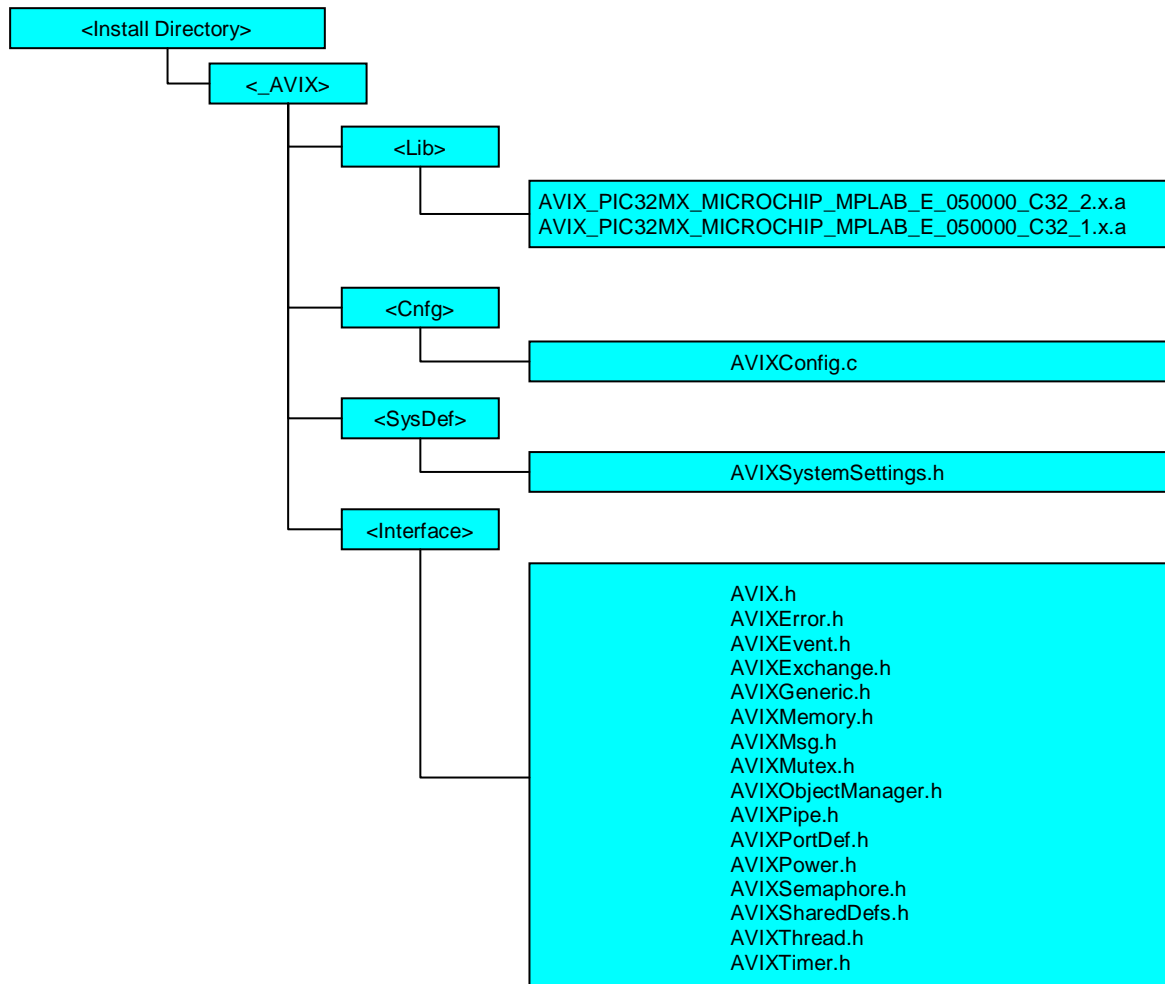 <Install Directory>
<_AVIX>
<Lib>
AVIX_PIC32MX_MICROCHIP_MPLAB_E_050000_C32_2.x.a
AVIX_PIC32MX_MICROCHIP_MPLAB_E_050000_C32_1.x.a
<Cnfg>
AVIXConfig.c
<SysDef>
AVIXSystemSettings.h
<Interface>
AVIX.h
AVIXError.h
AVIXEvent.h
AVIXExchange.h
AVIXGeneric.h
AVIXMemory.h
AVIXMsg.h
AVIXMutex.h
AVIXObjectManager.h
AVIXPipe.h
AVIXPortDef.h
AVIXPower.h
AVIXSemaphore.h
AVIXSharedDefs.h
AVIXThread.h
AVIXTimer.h